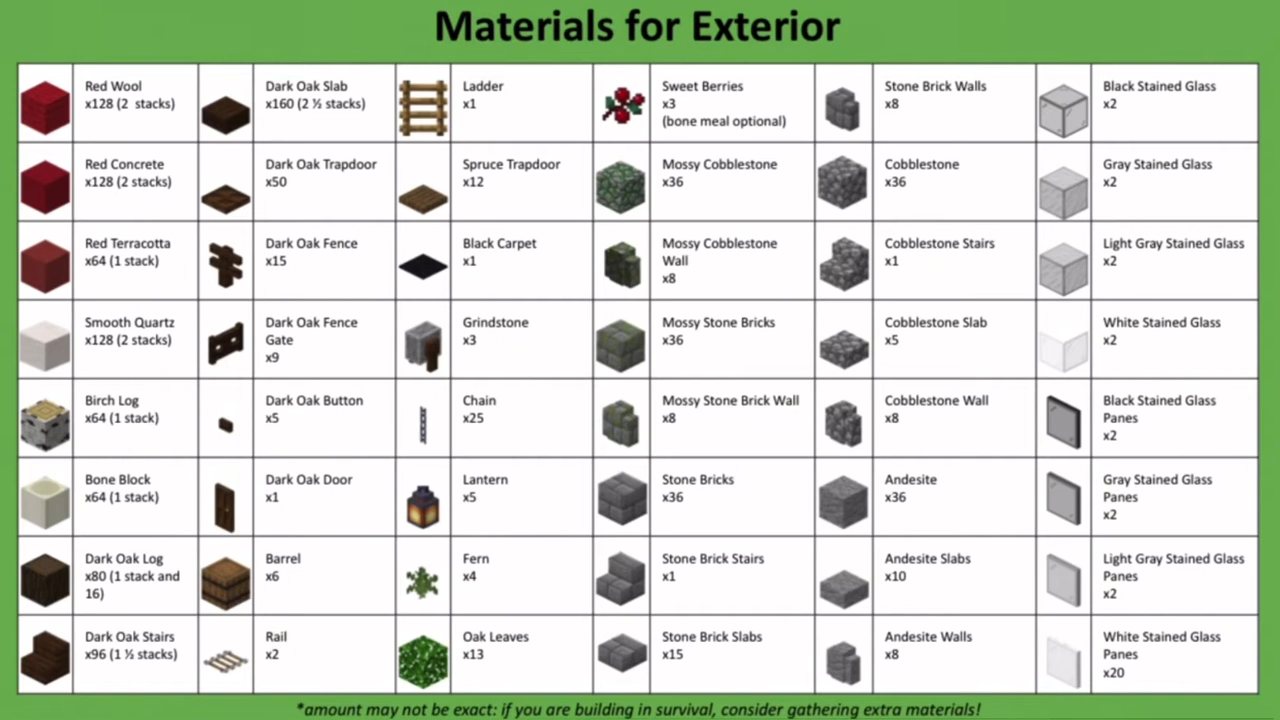 Materials for Exterior
Red Wool
x128 (2 stacks)
Dark Oak Slab
x160 (2 ½ stacks)
Ladder
x1
Sweet Berries
x3
(bone meal optional)
Stone Brick Walls
x8
Black Stained Glass
x2
Red Concrete
x128 (2 stacks)
Dark Oak Trapdoor
x50
Spruce Trapdoor
x12
Mossy Cobblestone
x36
Cobblestone
x36
Gray Stained Glass
x2
Red Terracotta
x64 (1 stack)
Dark Oak Fence
x15
Black Carpet
x1
Mossy Cobblestone
Wall
x8
Cobblestone Stairs
x1
Light Gray Stained Glass
x2
Smooth Quartz
x128 (2 stacks)
Dark Oak Fence
Gate
x9
Grindstone
x3
Mossy Stone Bricks
x36
Cobblestone Slab
x5
White Stained Glass
x2
Birch Log
x64 (1 stack)
Dark Oak Button
x5
Chain
x25
Mossy Stone Brick Wall
x8
Cobblestone Wall
x8
Black Stained Glass
Panes
x2
Bone Block
x64 (1 stack)
Dark Oak Door
x1
Lantern
x5
Stone Bricks
x36
Andesite
x36
Gray Stained Glass
Panes
x2
Dark Oak Log
x80 (1 stack and
16)
Barrel
x6
Fern
x4
Stone Brick Stairs
x1
Andesite Slabs
x10
Light Gray Stained Glass
Panes
x2
Dark Oak Stairs
x96 (1 ½ stacks)
Rail
x2
Oak Leaves
x13
Stone Brick Slabs
x15
Andesite Walls
x8
White Stained Glass
Panes
x20
*amount may not be exact: if you are building in survival, consider gathering extra materials!